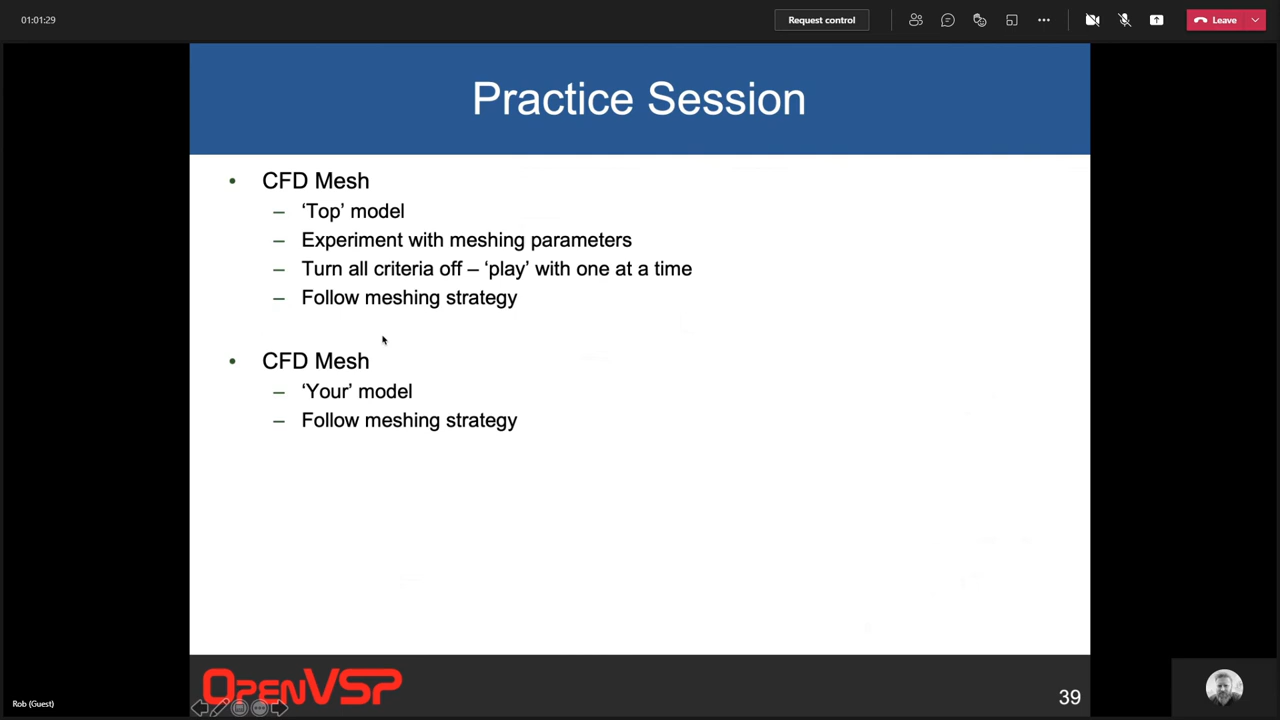 01:01:29
Request control
Leave
Practice Session
• CFD Mesh
– ‘Top’ model
– Experiment with meshing parameters
– Turn all criteria off – ‘play’ with one at a time
– Follow meshing strategy
• CFD Mesh
– ‘Your’ model
– Follow meshing strategy
OPENVSP
39
Rob (Guest)